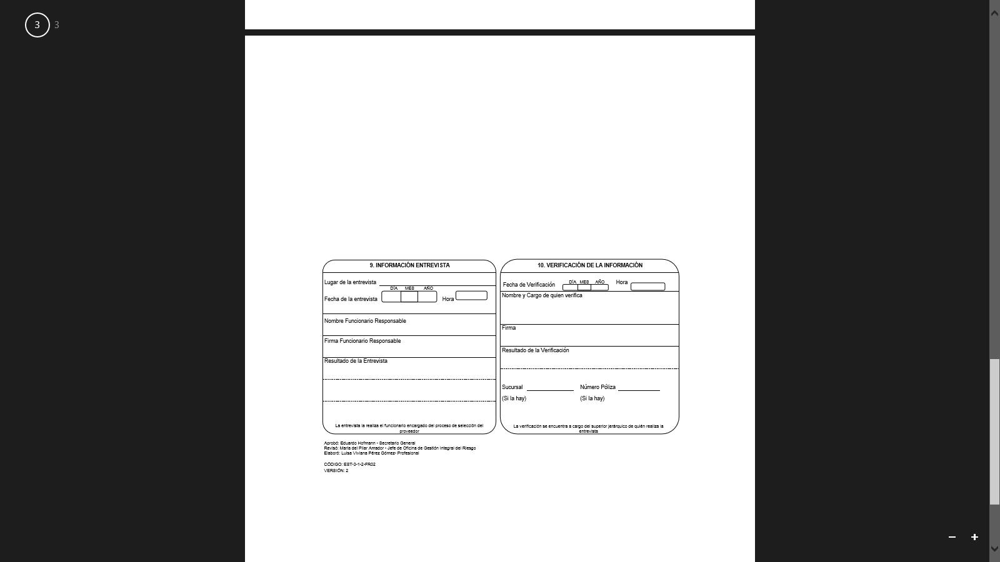 3 3
9. INFORMACIÓN ENTREVISTA
Lugar de la entrevista
DÍA MES AÑO
Fecha de la entrevista Hora
Nombre Funcionario Responsable
Firma Funcionario Responsable
Resultado de la Entrevista
La entrevista la realiza el funcionario encargado del proceso de selección del
proveedor
10. VERIFICACIÓN DE LA INFORMACIÓN
DÍA MES AÑO Hora
Fecha de Verificación
Nombre y Cargo de quien verifica
Firma
Resultado de la Verificación
Sucursal Número Póliza
(Si la hay) (Si la hay)
La verificación se encuentra a cargo del superior jerárquico de quién realiza la
entrevista
Aprobó: Eduardo Hofmann - Secretario General
Revisó: María del Pilar Amador - Jefe de Oficina de Gestión Integral del Riesgo
Elaboró: Luisa Viviana Pérez Gómez- Profesional
CÓDIGO: EST-3-1-2-FR02
VERSIÓN: 2